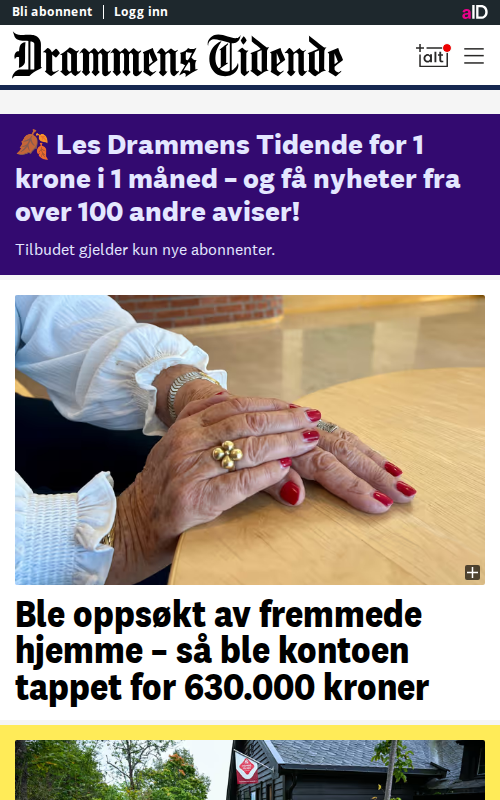 Bli abonnent | Logg inn
aID
Drammens Tidende
+alt
🍂 Les Drammens Tidende for 1
krone i 1 måned – og få nyheter fra
over 100 andre aviser!
Tilbudet gjelder kun nye abonnenter.
Ble oppsøkt av fremmede
hjemme – så ble kontoen
tappet for 630.000 kroner